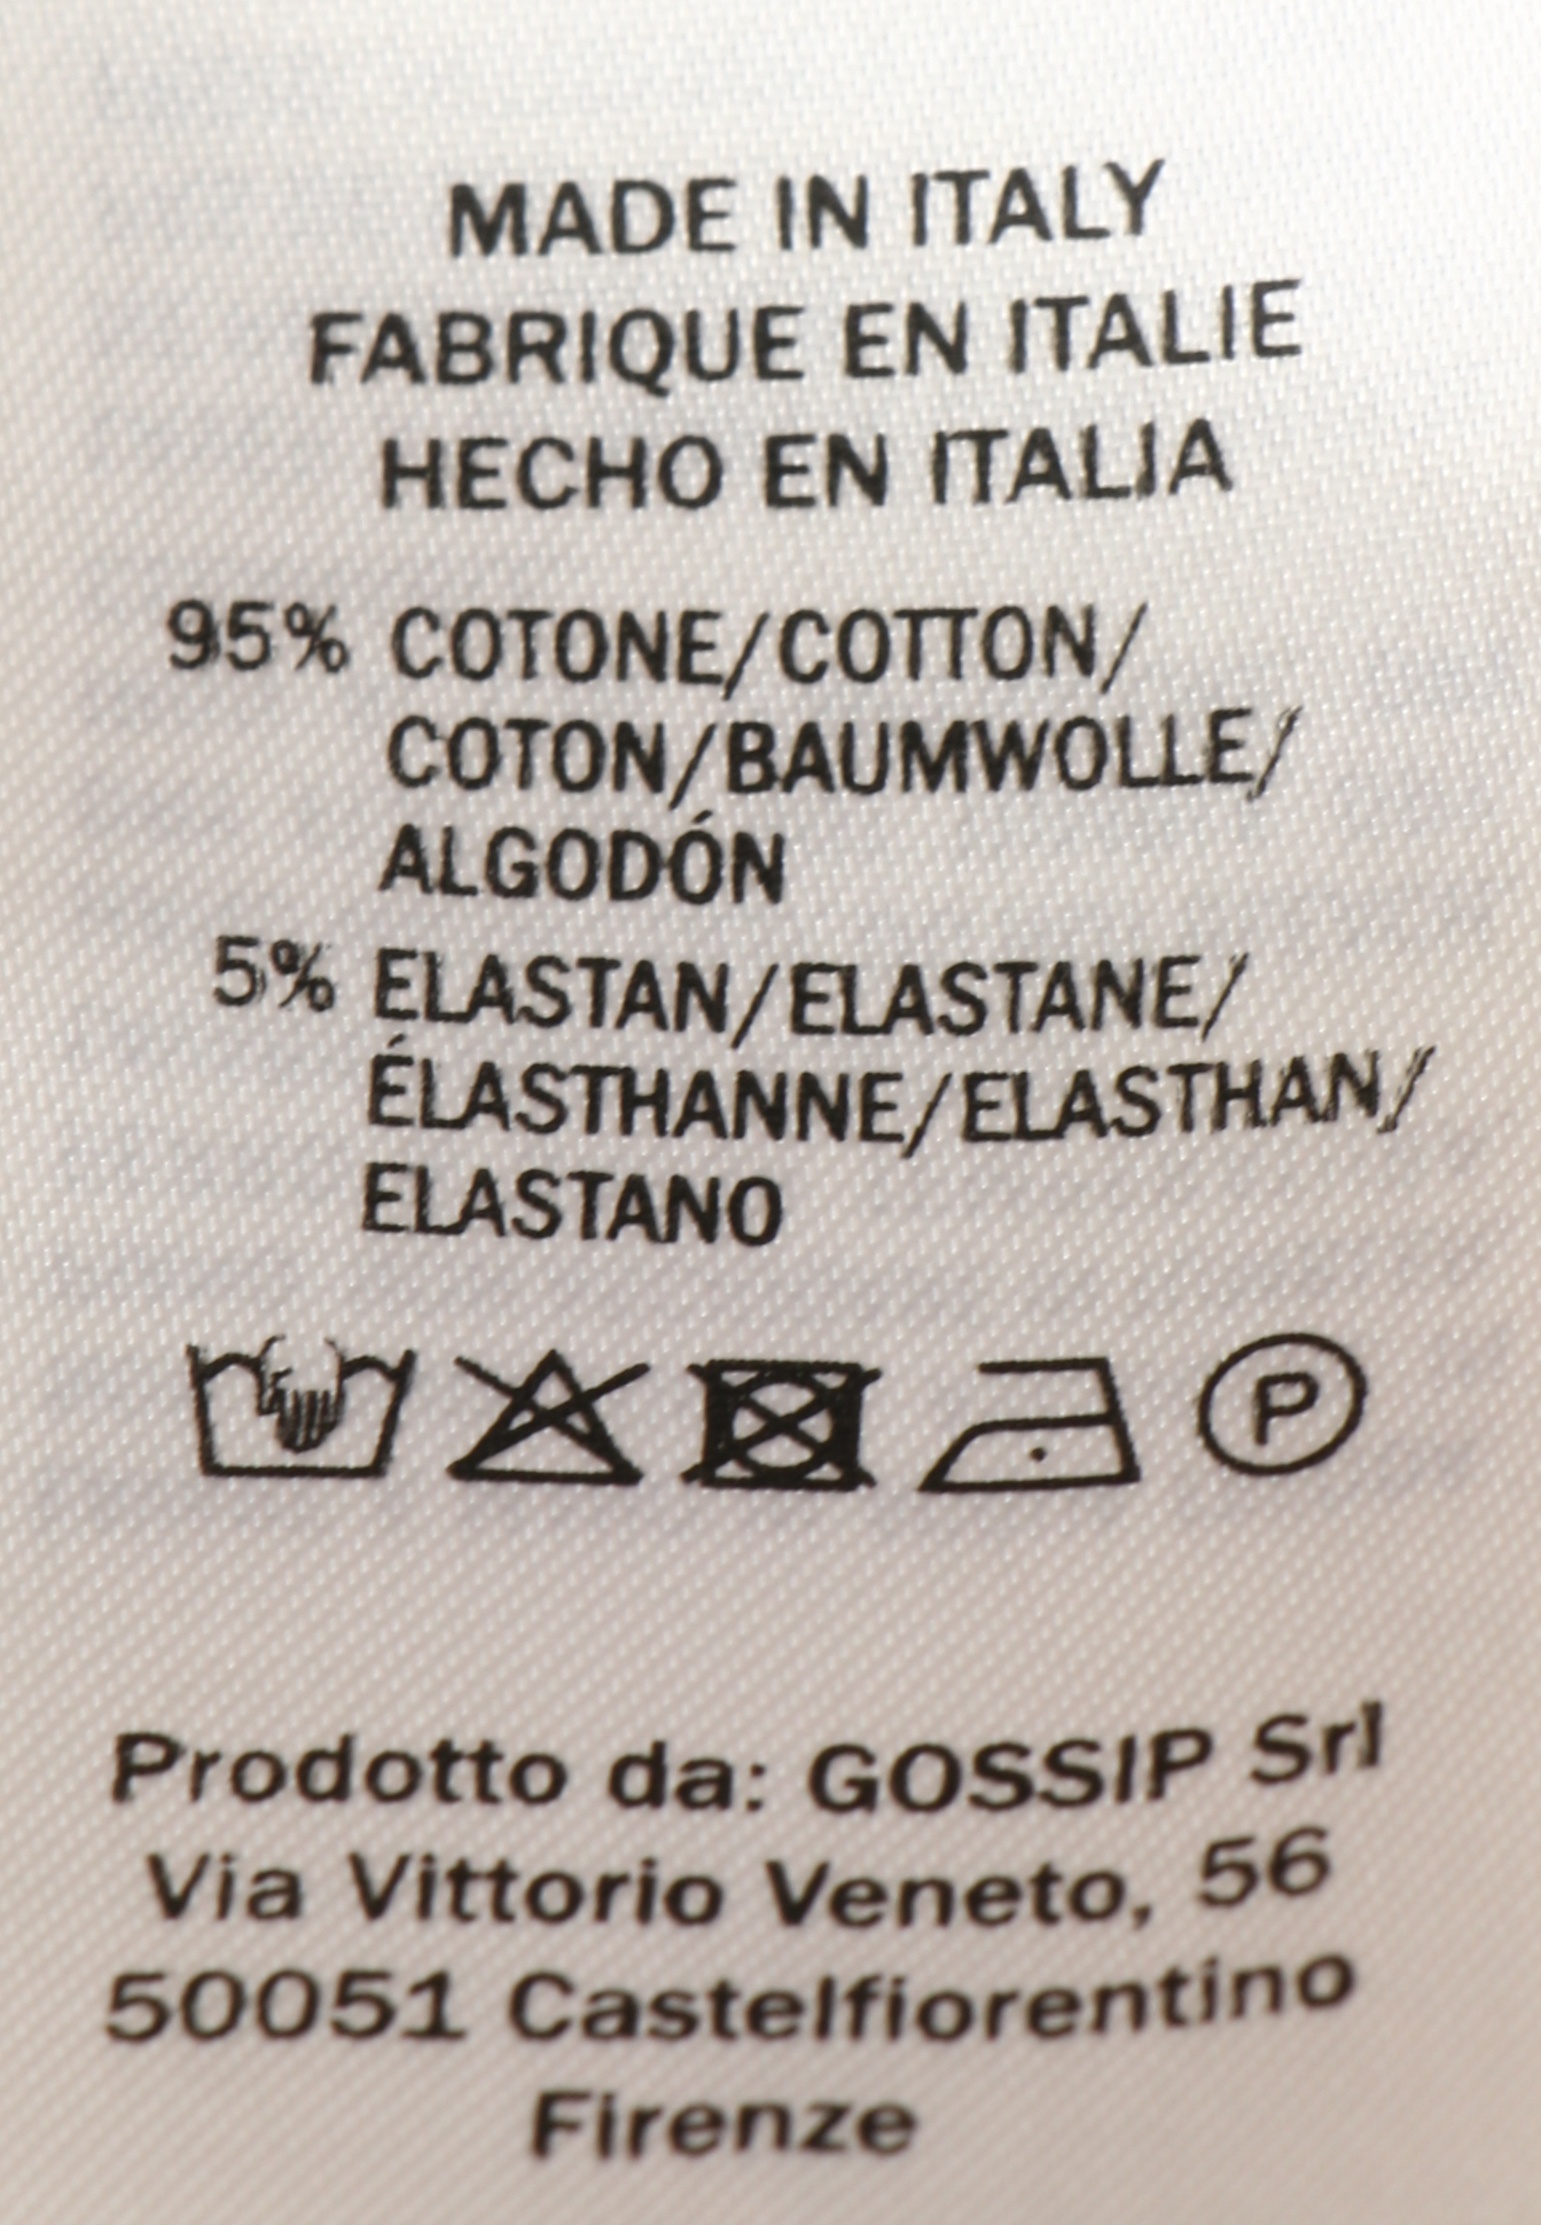 MADE IN ITALY
FABRIQUE EN ITALIE
HECHO EN ITALIA
95% COTONE/COTTON/
COTON/BAUMWOLLE/
ALGODÓN
5% ELASTAN/ELASTANE/
ÉLASTHANNE/ELASTHAN/
ELASTANO
P
Prodotto da: GOSSIP Srl
Via Vittorio Veneto, 56
50051 Castelfiorentino
Firenze